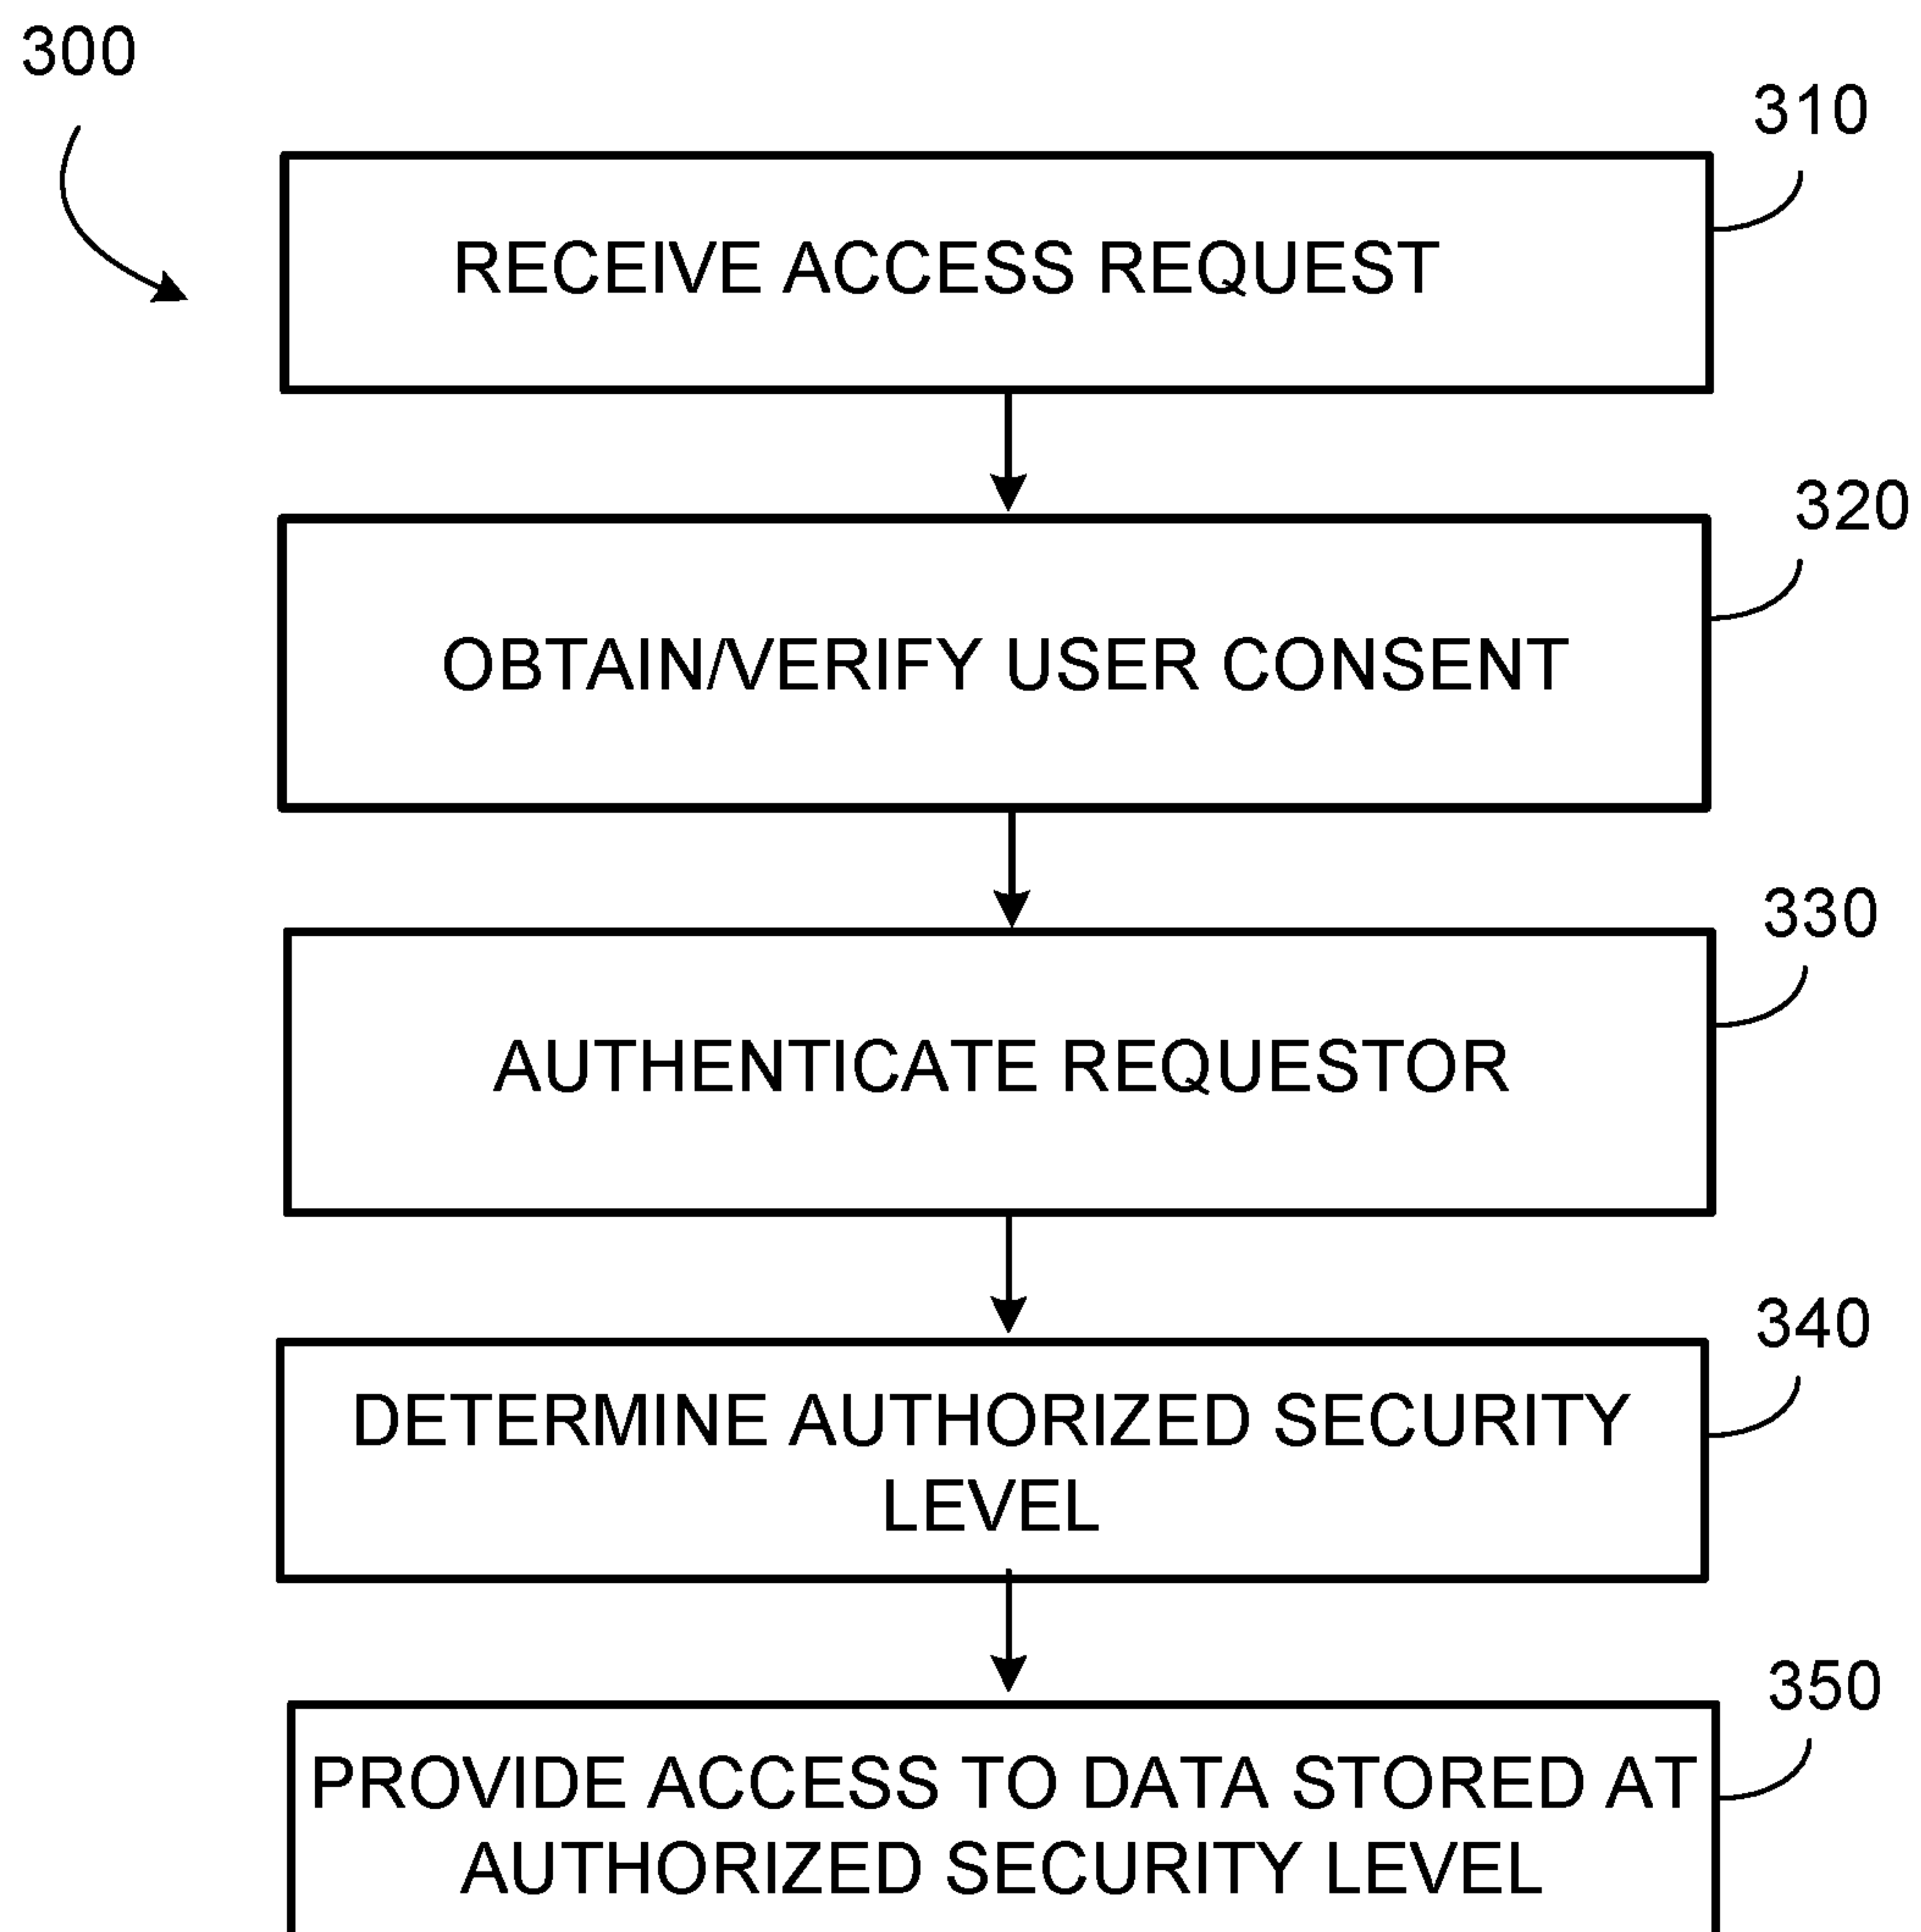 300
310
RECEIVE ACCESS REQUEST
320
OBTAIN/VERIFY USER CONSENT
330
AUTHENTICATE REQUESTOR
340
DETERMINE AUTHORIZED SECURITY
LEVEL
350
PROVIDE ACCESS TO DATA STORED AT
AUTHORIZED SECURITY LEVEL